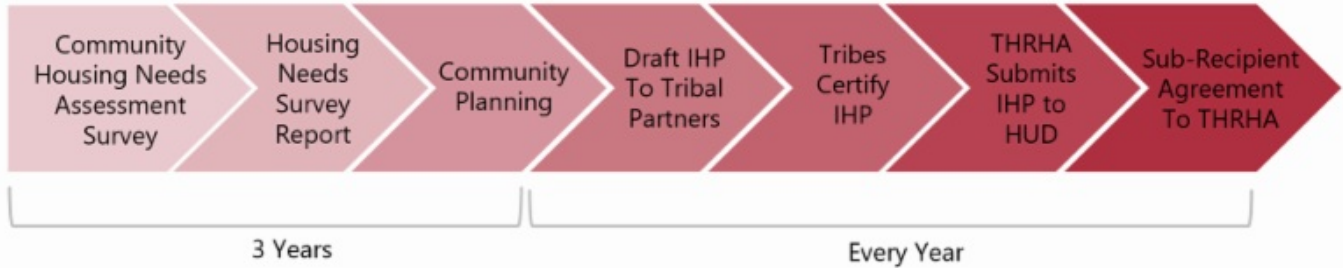 Community
Housing Needs
Assessment
Survey
Housing
Needs
Survey
Report
Community
Planning
Draft IHP
To Tribal
Partners
Tribes
Certify
IHP
THRHA
Submits
IHP to
HUD
Sub-Recipient
Agreement
To THRHA
3 Years
Every Year